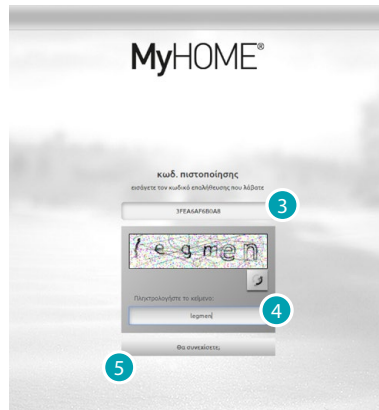 MyHOME®
κωδ. πιστοποίησης
εισάγετε τον κωδικό επαλήθευσης που λάβατε
3FEA6AF6B0A8
3
legmen
Πληκτρολογήστε το κείμενο:
legmen
4
Θα συνεχίσετε;
5